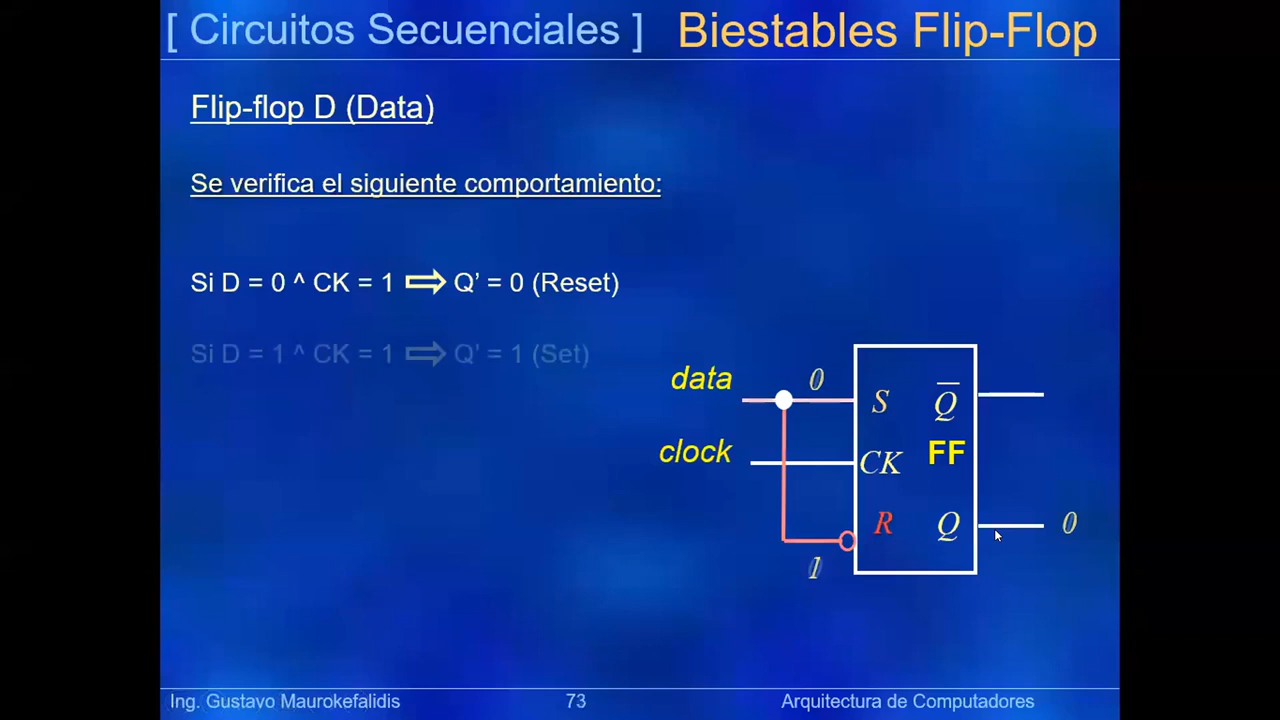 [ Circuitos Secuenciales ] Biestables Flip-Flop
Flip-flop D (Data)
Se verifica el siguiente comportamiento:
Si D = 0 ^ CK = 1 ⇨ Q’ = 0 (Reset)
Si D = 1 ^ CK = 1 ⇨ Q’ = 1 (Set)
data 0 S Q̅
clock CK FF
R Q 0
1
Ing. Gustavo Maurokefalidis 73 Arquitectura de Computadores